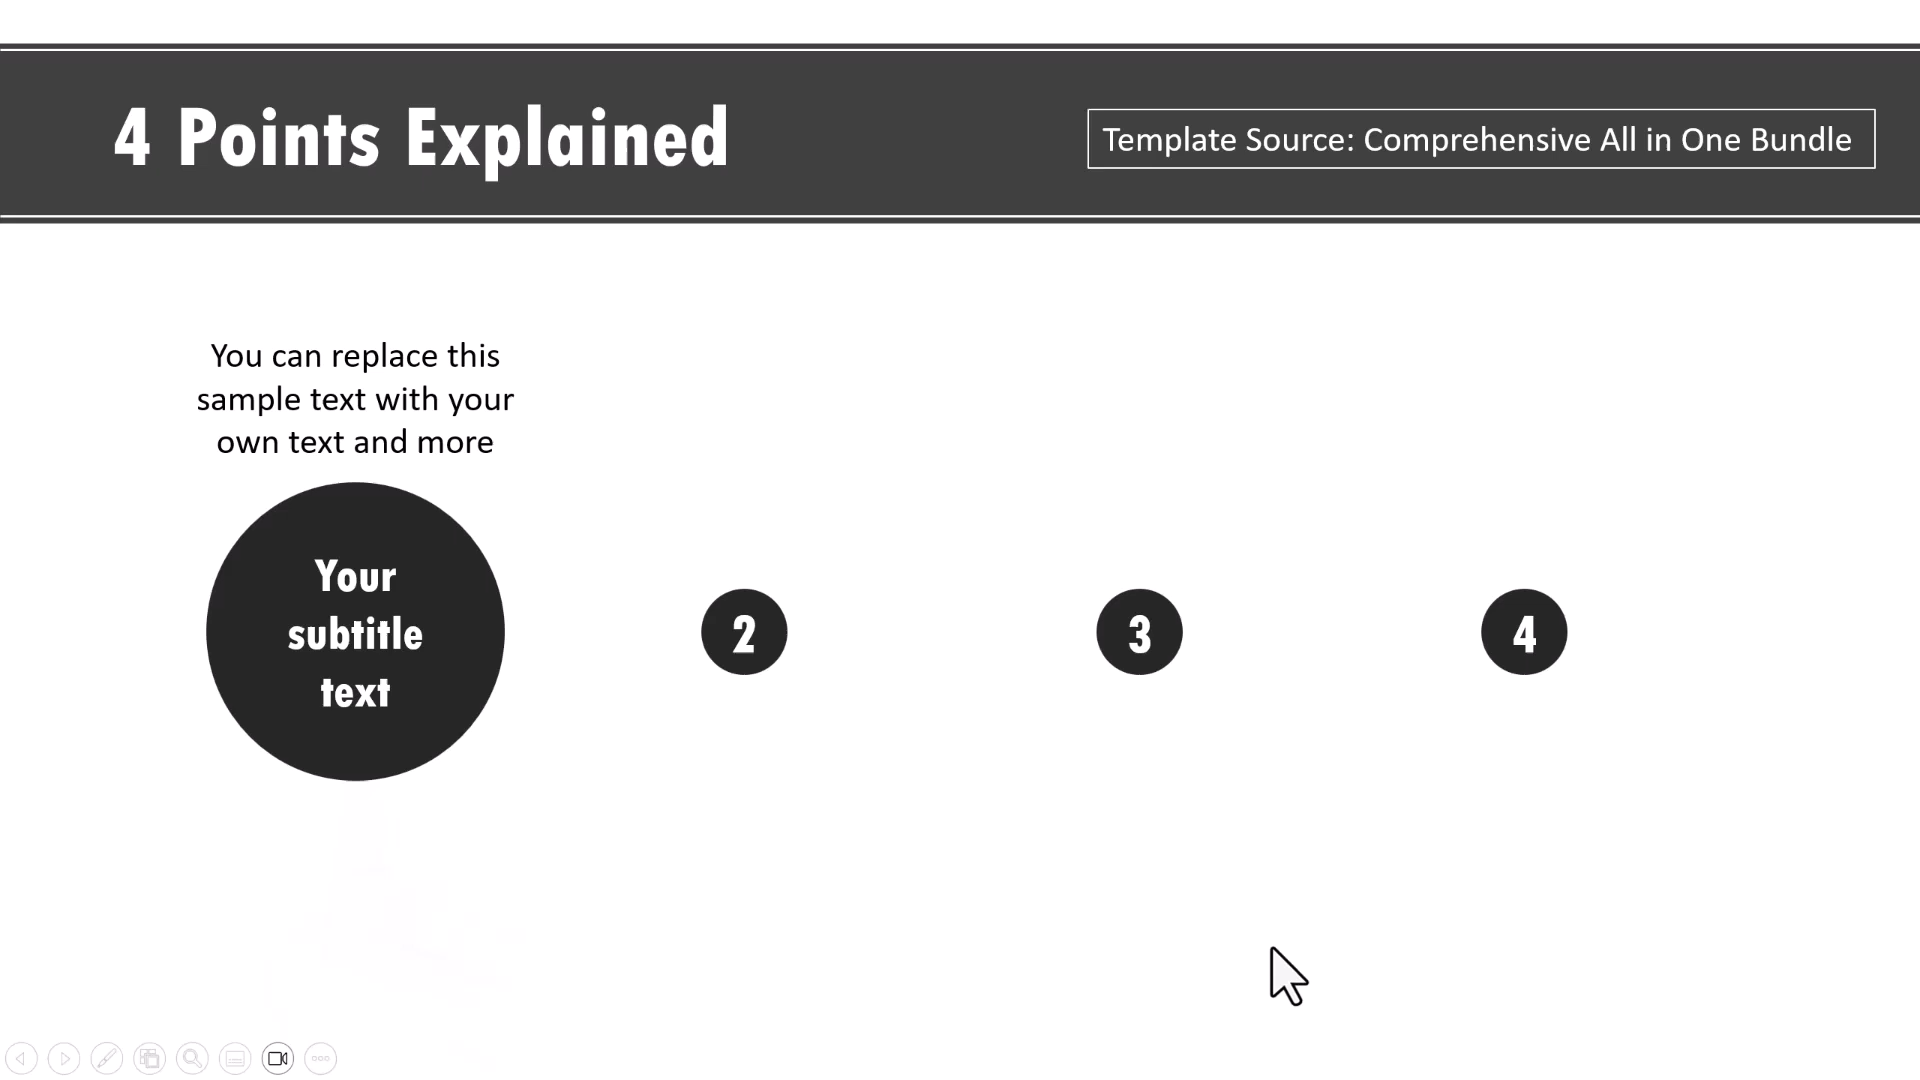 4 Points Explained
Template Source: Comprehensive All in One Bundle
You can replace this
sample text with your
own text and more
Your
subtitle
text
2
3
4